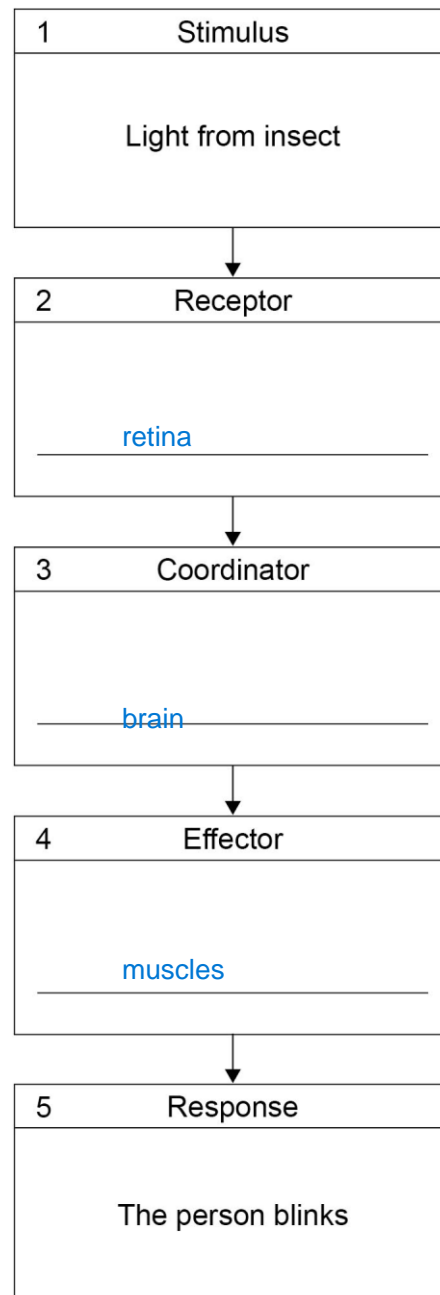 1 Stimulus
Light from insect
2 Receptor
retina
3 Coordinator
brain
4 Effector
muscles
5 Response
The person blinks